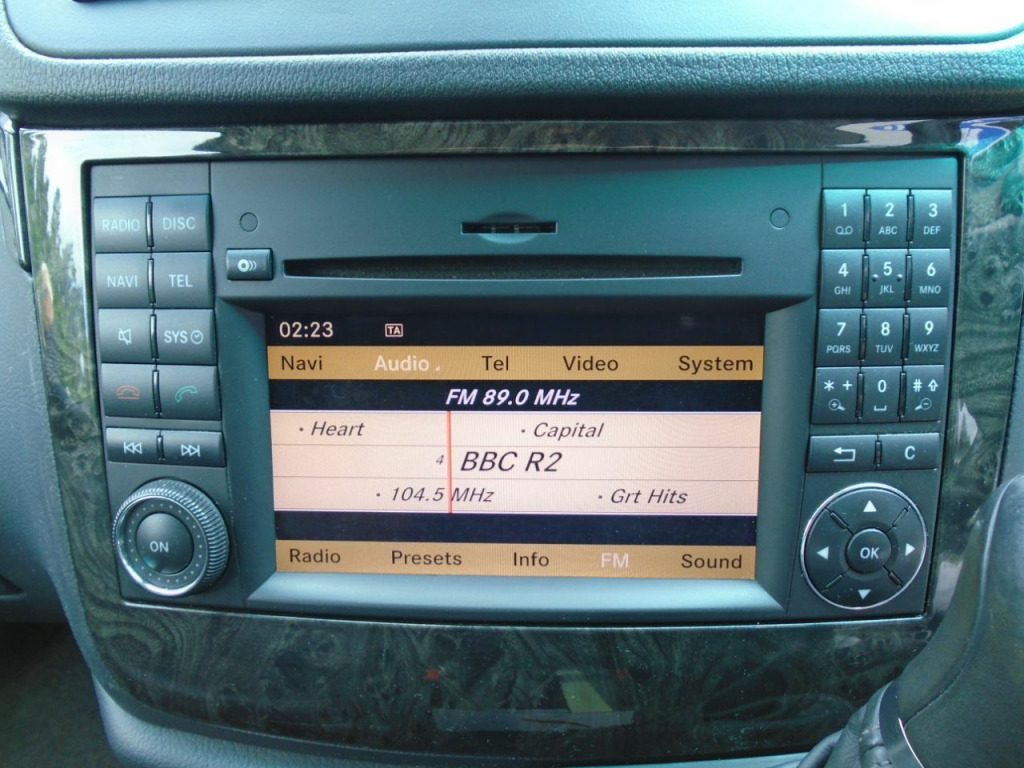 RADIO DISC
NAVI TEL
SYS
ON
02:23 TA
Navi Audio Tel Video System
FM 89.0 MHz
· Heart · Capital
4 BBC R2
· 104.5 MHz · Grt Hits
Radio Presets Info FM Sound
1 2 3
ABC DEF
4 5 6
GHI JKL MNO
7 8 9
PQRS TUV WXYZ
* + 0 #
C
OK